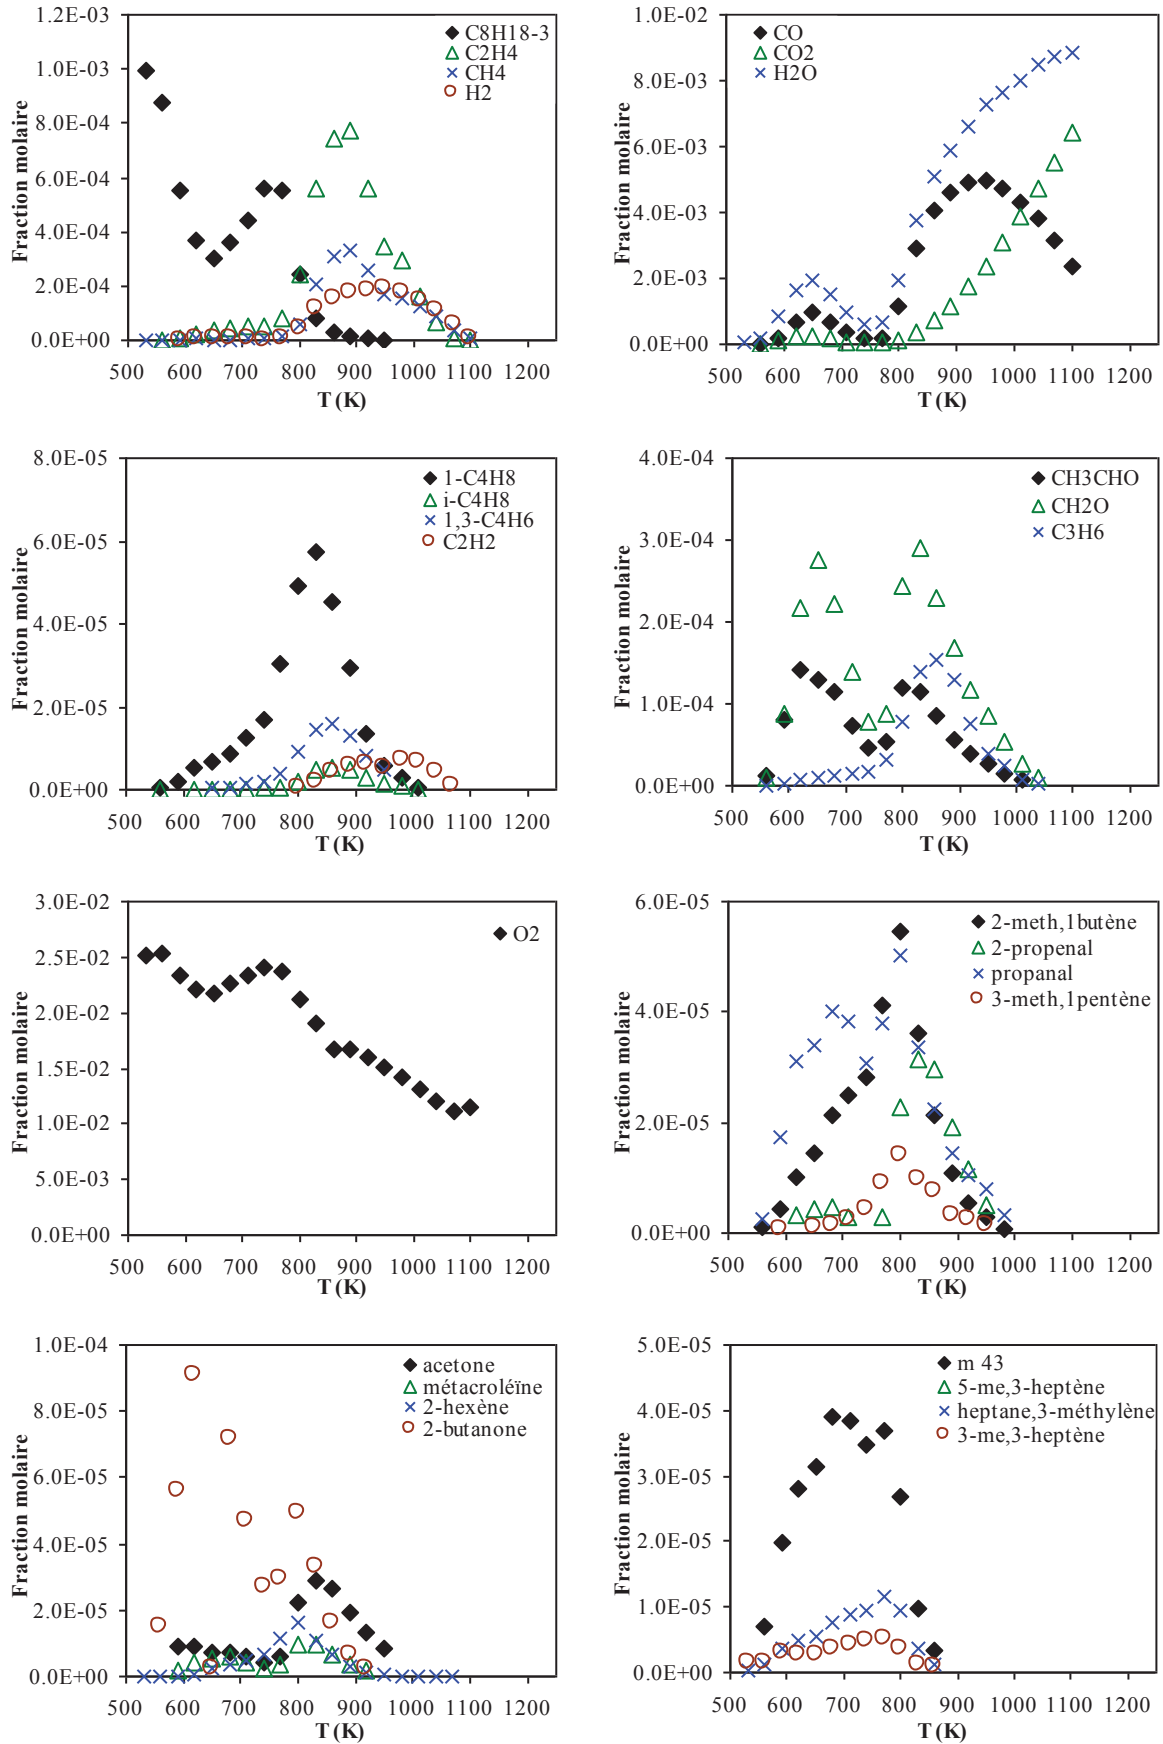 1.2E-03
1.0E-03
8.0E-04
6.0E-04
4.0E-04
2.0E-04
0.0E+00
Fraction molaire
C8H18-3
C2H4
CH4
H2
500 600 700 800 900 1000 1100 1200
T (K)
1.0E-02
8.0E-03
6.0E-03
4.0E-03
2.0E-03
0.0E+00
Fraction molaire
CO
CO2
H2O
500 600 700 800 900 1000 1100 1200
T (K)
8.0E-05
6.0E-05
4.0E-05
2.0E-05
0.0E+00
Fraction molaire
1-C4H8
i-C4H8
1,3-C4H6
C2H2
500 600 700 800 900 1000 1100 1200
T (K)
4.0E-04
3.0E-04
2.0E-04
1.0E-04
0.0E+00
Fraction molaire
CH3CHO
CH2O
C3H6
500 600 700 800 900 1000 1100 1200
T (K)
3.0E-02
2.5E-02
2.0E-02
1.5E-02
1.0E-02
5.0E-03
0.0E+00
Fraction molaire
O2
500 600 700 800 900 1000 1100 1200
T (K)
6.0E-05
4.0E-05
2.0E-05
0.0E+00
Fraction molaire
2-meth,1butène
2-propenal
propanal
3-meth,1pentène
500 600 700 800 900 1000 1100 1200
T (K)
1.0E-04
8.0E-05
6.0E-05
4.0E-05
2.0E-05
0.0E+00
Fraction molaire
acetone
métacroléïne
2-hexène
2-butanone
500 600 700 800 900 1000 1100 1200
T (K)
5.0E-05
4.0E-05
3.0E-05
2.0E-05
1.0E-05
0.0E+00
Fraction molaire
m 43
5-me,3-heptène
heptane,3-méthylène
3-me,3-heptène
500 600 700 800 900 1000 1100 1200
T (K)